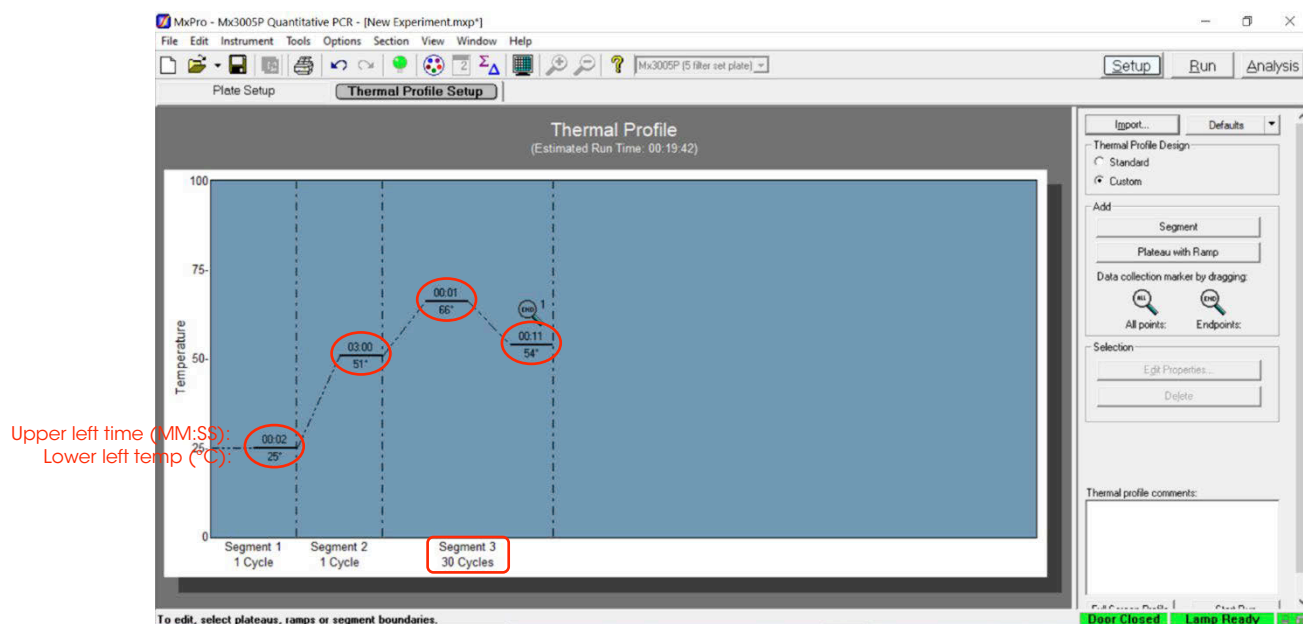 MxPro - Mx3005P Quantitative PCR - [New Experiment.mxp*]
File Edit Instrument Tools Options Section View Window Help
Mx3005P (5 filter set plate)
Setup Run Analysis
Plate Setup Thermal Profile Setup
Thermal Profile
(Estimated Run Time: 00:19:42)
Import... Defaults
Thermal Profile Design
Standard
Custom
Add
Segment
Plateau with Ramp
Data collection marker by dragging:
ALL END
All points: Endpoints:
Selection
Edit Properties...
Delete
Thermal profile comments:
100
75
50
25
0
Temperature
00:01
66°
END 1
00:11
54°
03:00
51°
00:02
25°
Upper left time (MM:SS):
Lower left temp (°C):
Segment 1 Segment 2 Segment 3
1 Cycle 1 Cycle 30 Cycles
To edit, select plateaus, ramps or segment boundaries.
Door Closed Lamp Ready